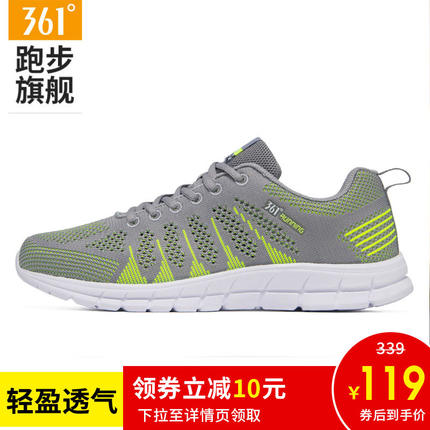 361°
跑步
旗舰
361°
RUNNING
轻盈透气
领券立减10元
下拉至详情页领取
339
¥119
券后到手价